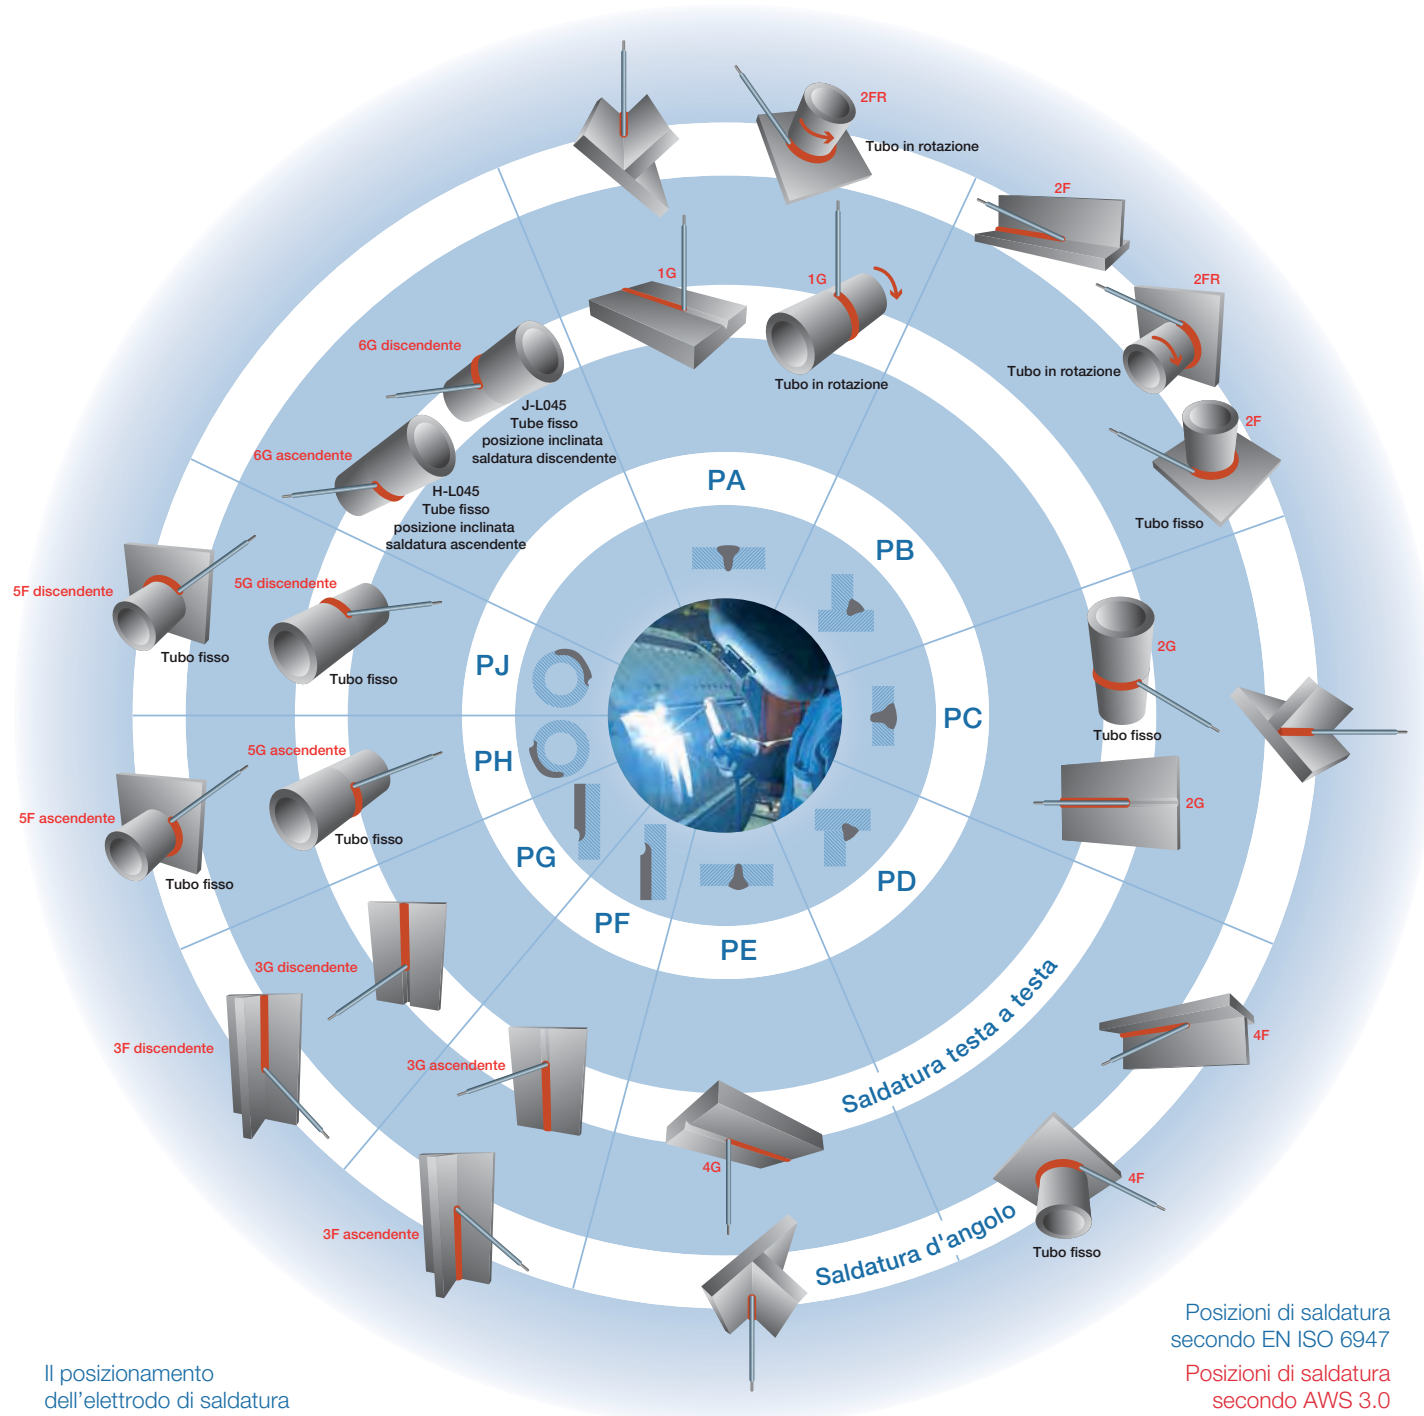 2FR
Tubo in rotazione
2F
1G
1G
Tubo in rotazione
2FR
Tubo in rotazione
2F
Tubo fisso
6G discendente
J-L045
Tube fisso
posizione inclinata
saldatura discendente
6G ascendente
H-L045
Tube fisso
posizione inclinata
saldatura ascendente
PA
PB
PC
PD
PE
PF
PG
PH
PJ
5F discendente
Tubo fisso
5G discendente
Tubo fisso
2G
Tubo fisso
2G
5G ascendente
Tubo fisso
5F ascendente
Tubo fisso
3G discendente
3F discendente
3G ascendente
3F ascendente
4G
4F
4F
Tubo fisso
Saldatura testa a testa
Saldatura d'angolo
Posizioni di saldatura
secondo EN ISO 6947
Posizioni di saldatura
secondo AWS 3.0
Il posizionamento
dell'elettrodo di saldatura